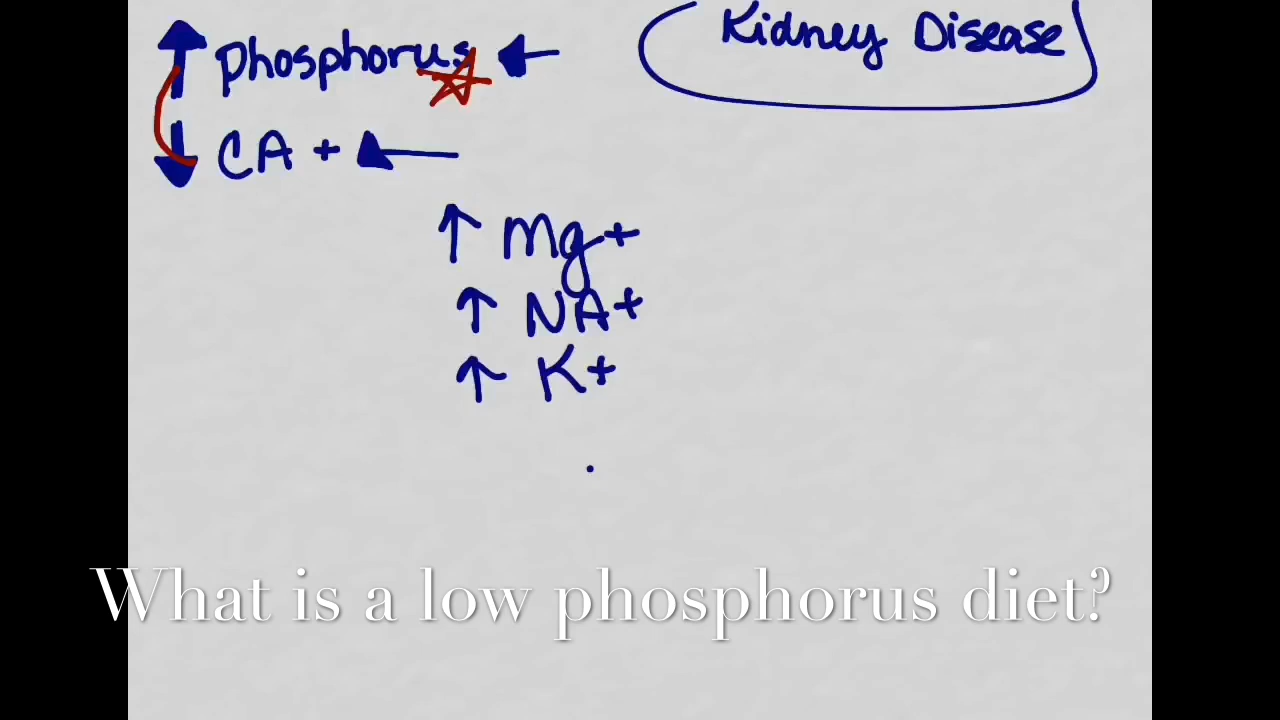 Kidney Disease
↑ Phosphorus ←
↓ CA + ←
↑ Mg+
↑ NA+
↑ K+
What is a low phosphorus diet?